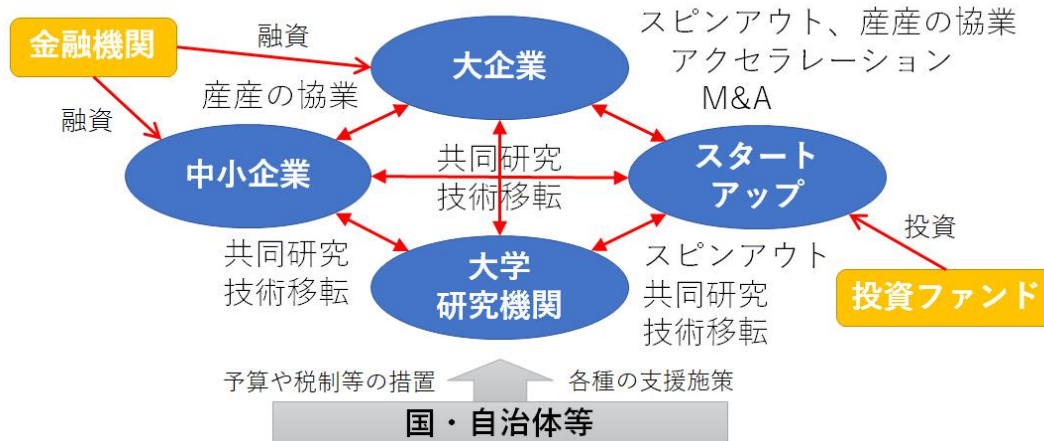 金融機関
融資
大企業
スピンアウト、産産の協業
アクセラレーション
M&A
産産の協業
融資
中小企業
共同研究
技術移転
スタート
アップ
共同研究
技術移転
大学
研究機関
スピンアウト
共同研究
技術移転
投資
投資ファンド
予算や税制等の措置
各種の支援施策
国・自治体等